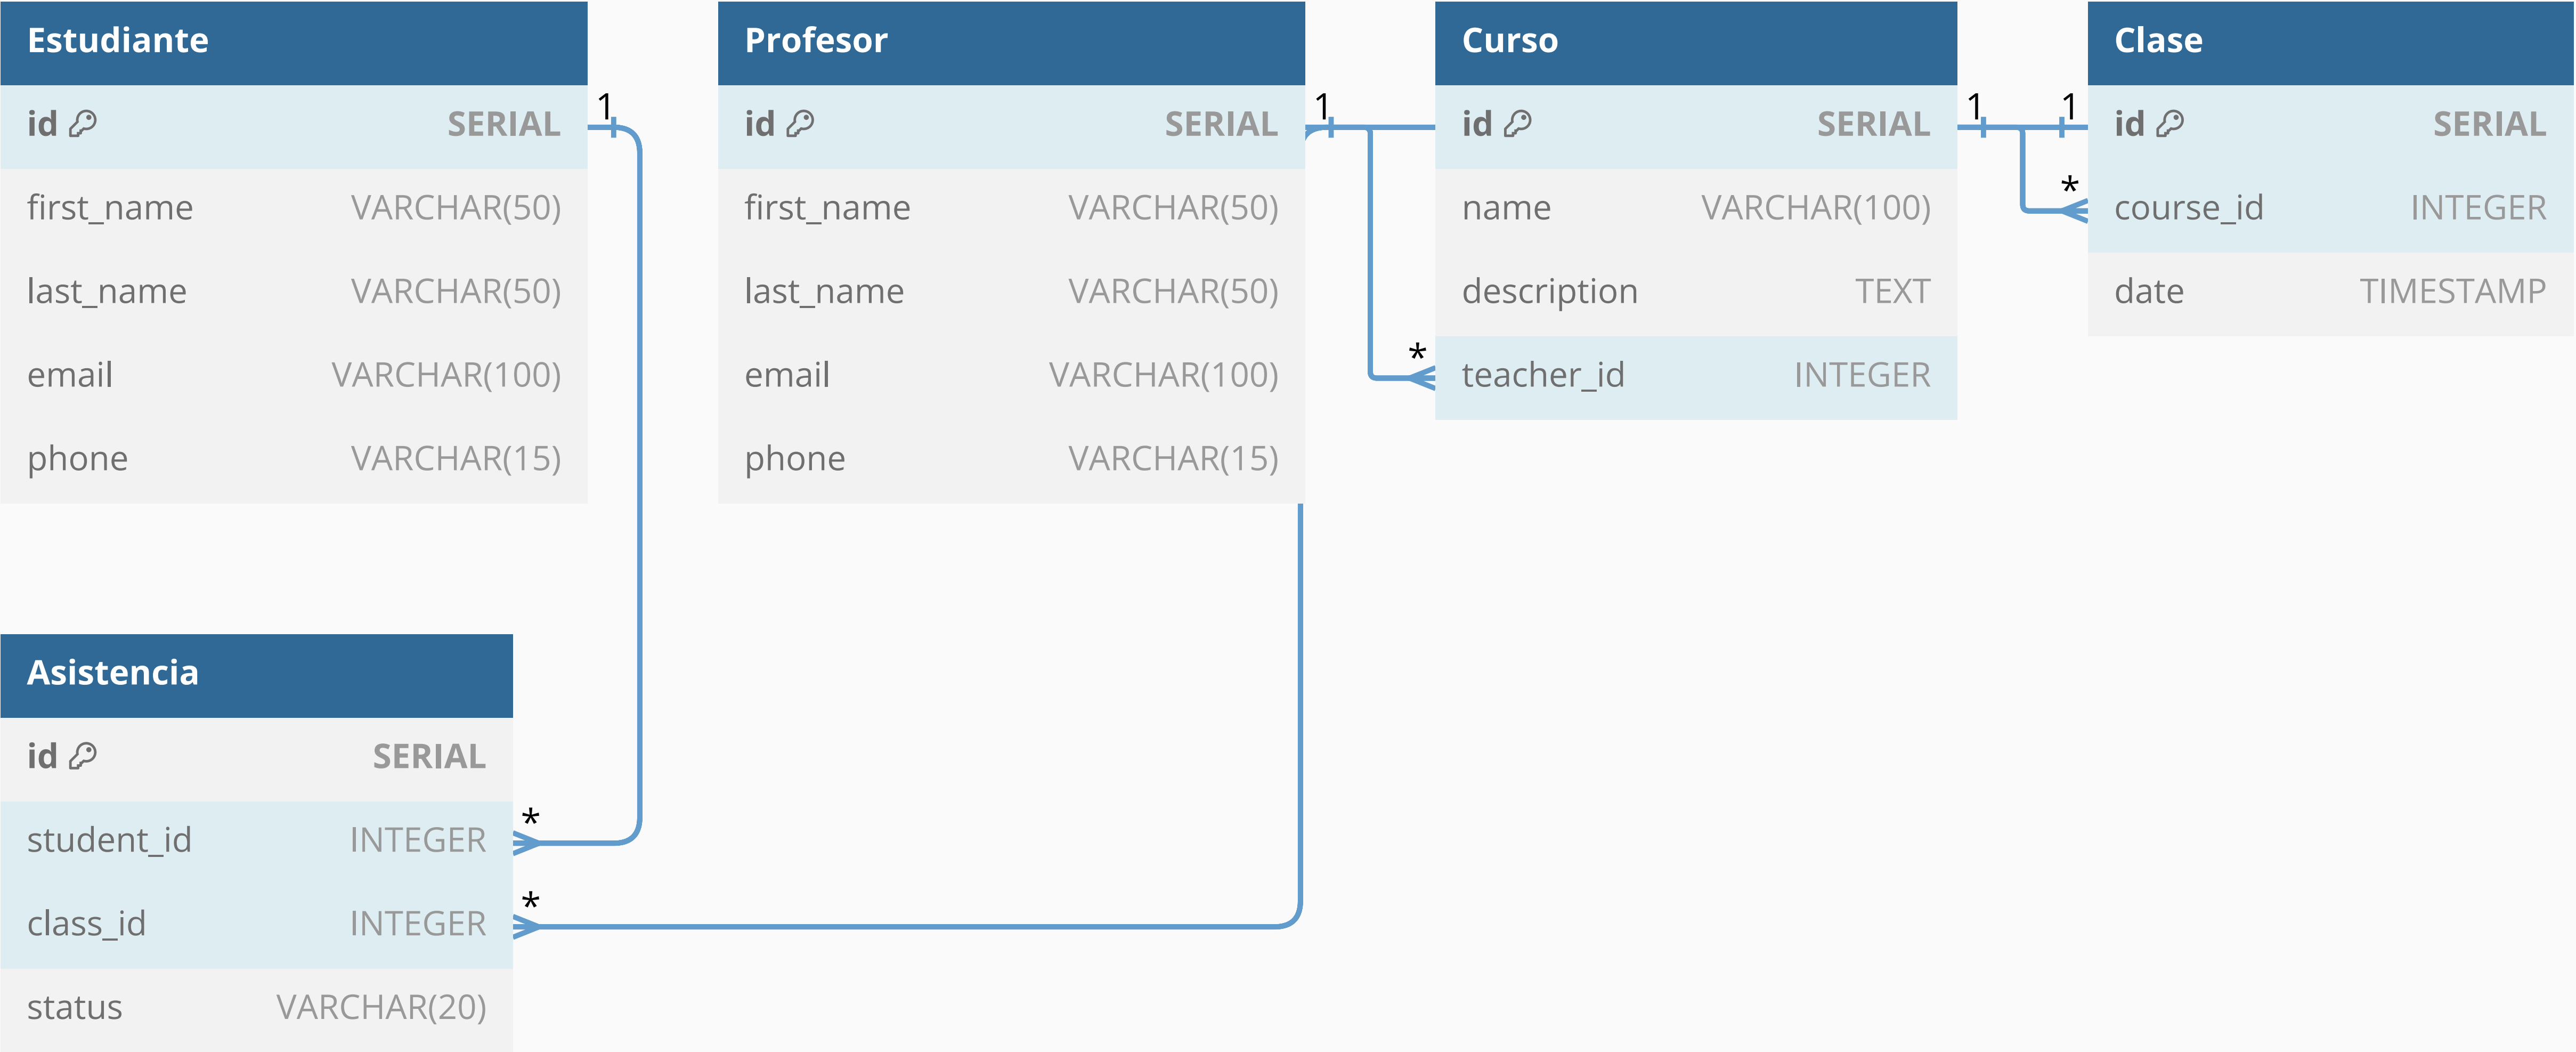 Estudiante
id SERIAL
first_name VARCHAR(50)
last_name VARCHAR(50)
email VARCHAR(100)
phone VARCHAR(15)
1
Profesor
id SERIAL
first_name VARCHAR(50)
last_name VARCHAR(50)
email VARCHAR(100)
phone VARCHAR(15)
1
*
Curso
id SERIAL
name VARCHAR(100)
description TEXT
teacher_id INTEGER
1 1
*
Clase
id SERIAL
course_id INTEGER
date TIMESTAMP
Asistencia
id SERIAL
student_id INTEGER
*
class_id INTEGER
*
status VARCHAR(20)